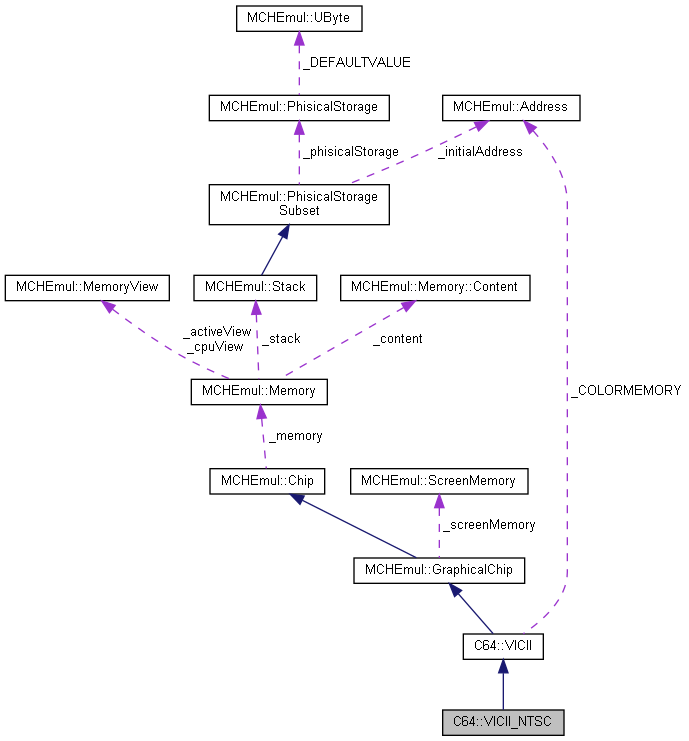 MCHEmul::UByte
_DEFAULTVALUE
MCHEmul::PhisicalStorage
MCHEmul::Address
_phisicalStorage
_initialAddress
MCHEmul::PhisicalStorage
Subset
MCHEmul::MemoryView
MCHEmul::Stack
MCHEmul::Memory::Content
_activeView
_cpuView
_stack
_content
MCHEmul::Memory
_COLORMEMORY
_memory
MCHEmul::Chip
MCHEmul::ScreenMemory
_screenMemory
MCHEmul::GraphicalChip
C64::VICII
C64::VICII_NTSC